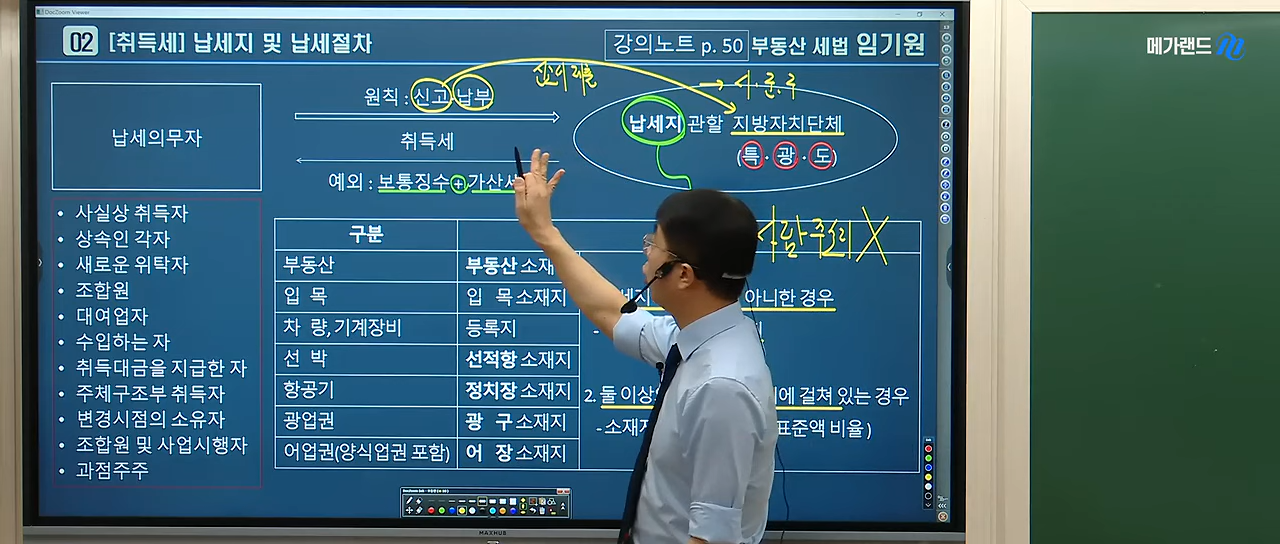 DocZoom Viewer
02 [취득세] 납세지 및 납세절차
강의노트 p. 50 부동산 세법 임기원
메가랜드
납세의무자
원칙 : 신고 납부
취득세
예외 : 보통징수 + 가산세
납세지 관할 지방자치단체
(특·광·도)
시·군·구
사람 주소지 X
• 사실상 취득자
• 상속인 각자
• 새로운 위탁자
• 조합원
• 대여업자
• 수입하는 자
• 취득대금을 지급한 자
• 주체구조부 취득자
• 변경시점의 소유자
• 조합원 및 사업시행자
• 과점주주
구분
부동산 부동산 소재
입 목 입 목 소재지
차 량, 기계장비 등록지
선 박 선적항 소재지
항공기 정치장 소재지
광업권 광 구 소재지
어업권(양식업권 포함) 어 장 소재지
아니한 경우
2. 둘 이상 에 걸쳐 있는 경우
- 소재지 표준액 비율 )
MAXHUB